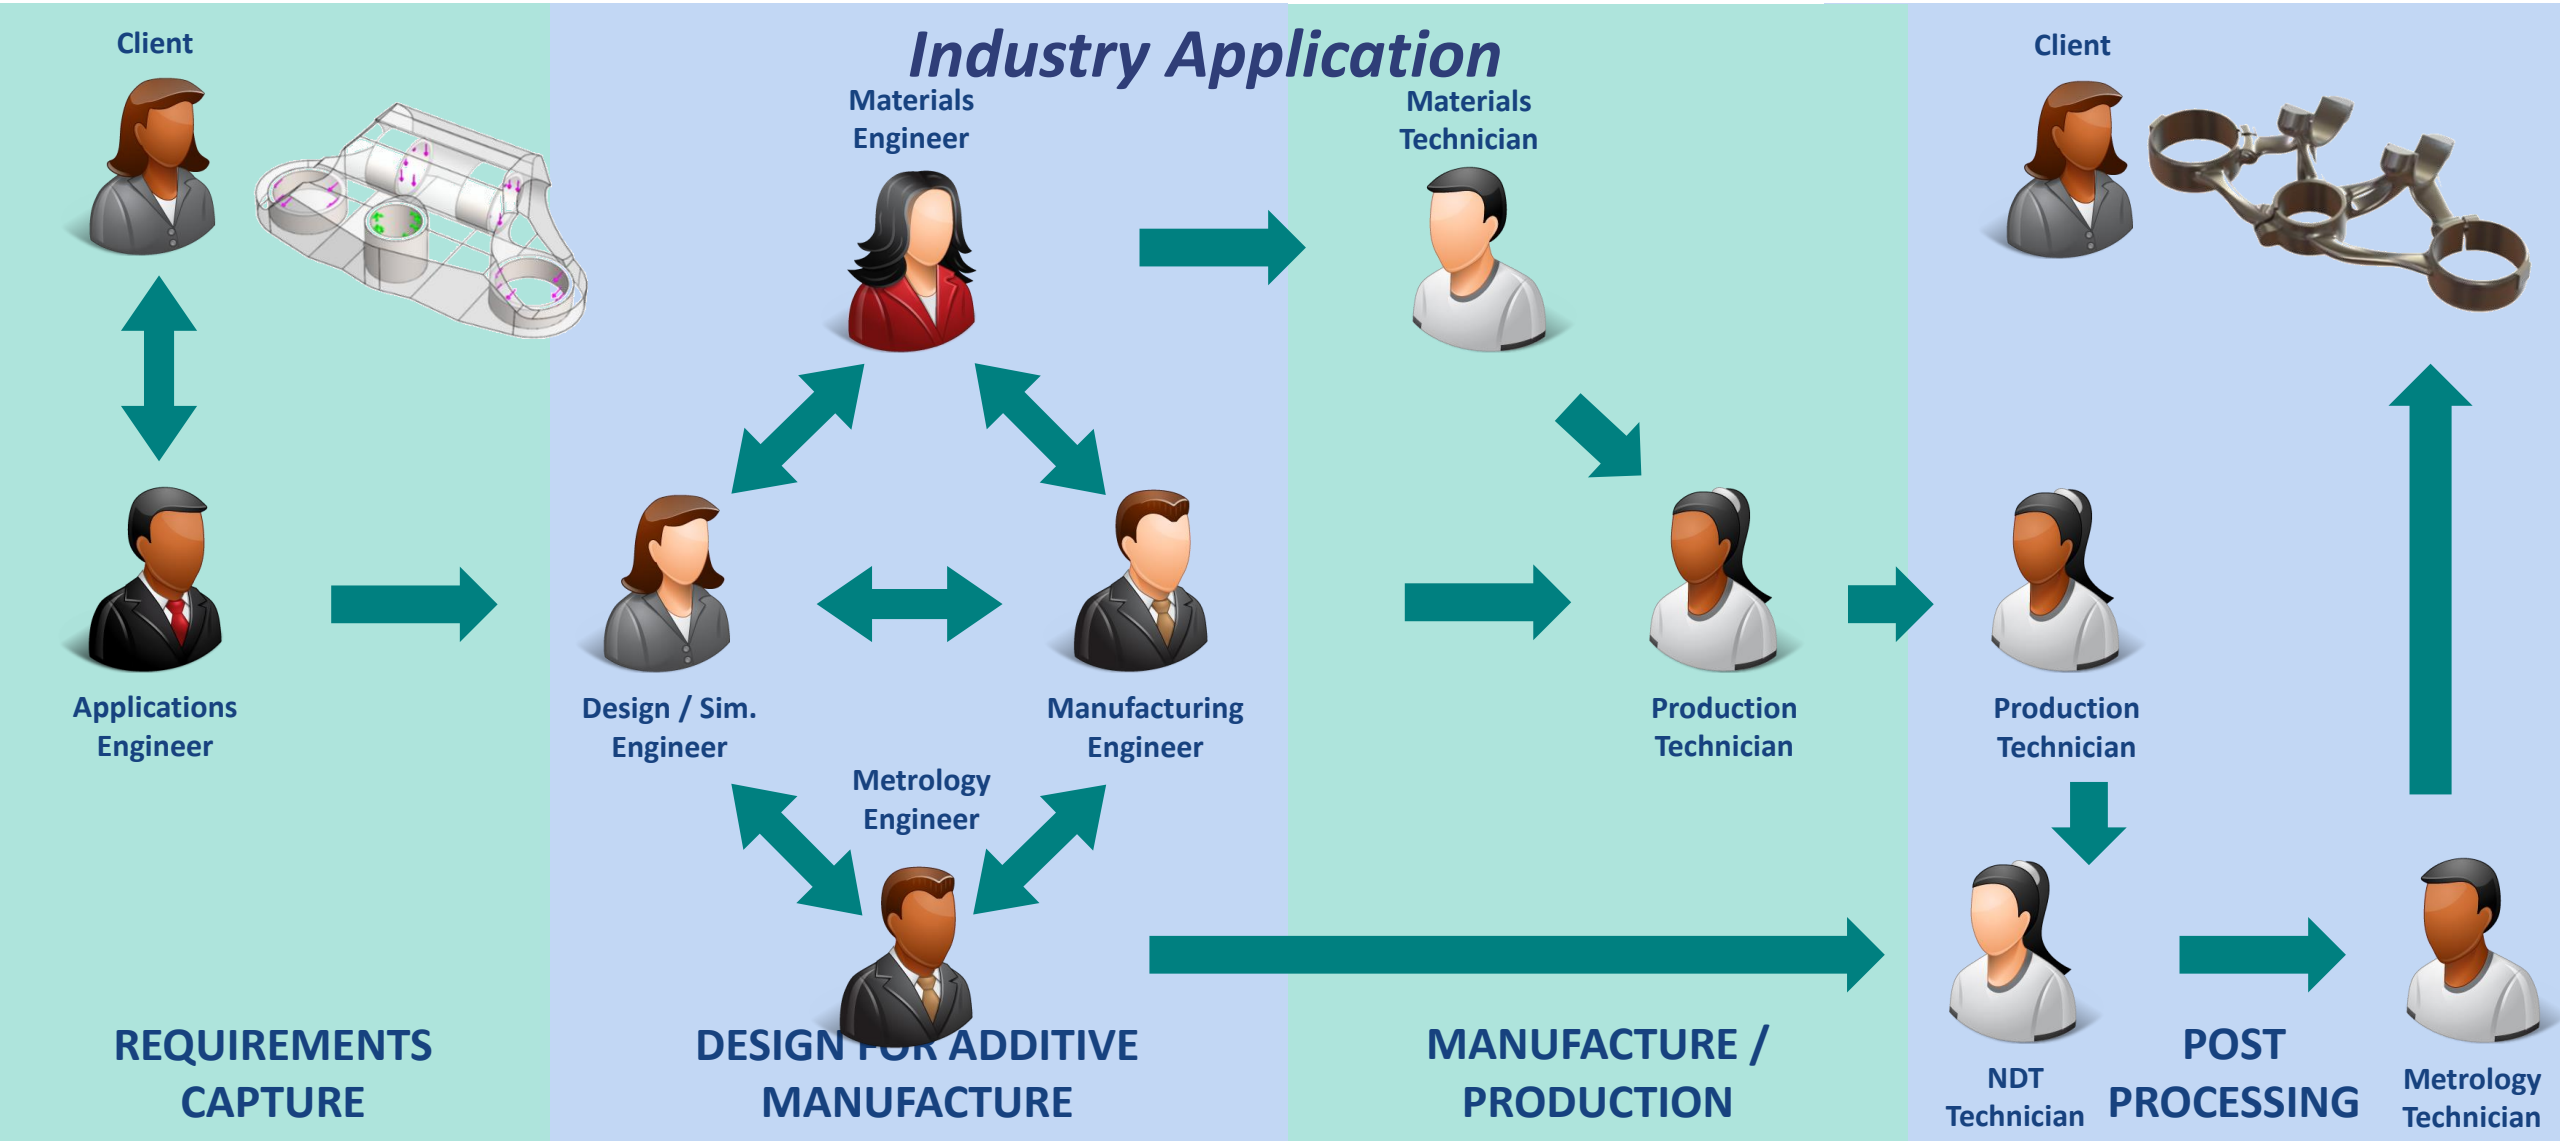 Industry Application
Client
Applications
Engineer
REQUIREMENTS
CAPTURE
Materials
Engineer
Design / Sim.
Engineer
Manufacturing
Engineer
Metrology
Engineer
DESIGN FOR ADDITIVE
MANUFACTURE
Materials
Technician
Production
Technician
MANUFACTURE /
PRODUCTION
Client
Production
Technician
NDT
Technician
POST
PROCESSING
Metrology
Technician